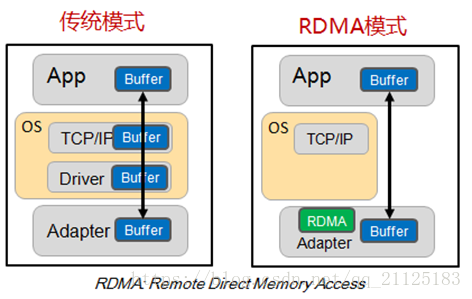 传统模式
RDMA模式
App
Buffer
OS
TCP/IP
Buffer
Driver
Buffer
Adapter
Buffer
App
Buffer
OS
TCP/IP
RDMA
Adapter
Buffer
RDMA: Remote Direct Memory Access